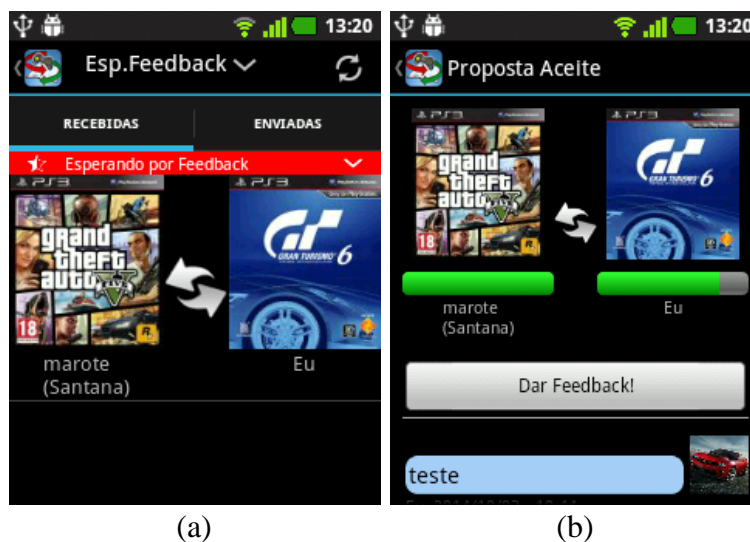 13:20
Esp.Feedback
RECEBIDAS
ENVIADAS
Esperando por Feedback
PS3
grand
theft
auto
V
18
R
PS3
GT
GRAN TURISMO 6
marote
(Santana)
Eu
(a)
13:20
Proposta Aceite
PS3
grand
theft
auto
V
18
R
PS3
GT
GRAN TURISMO 6
marote
(Santana)
Eu
Dar Feedback!
teste
(b)